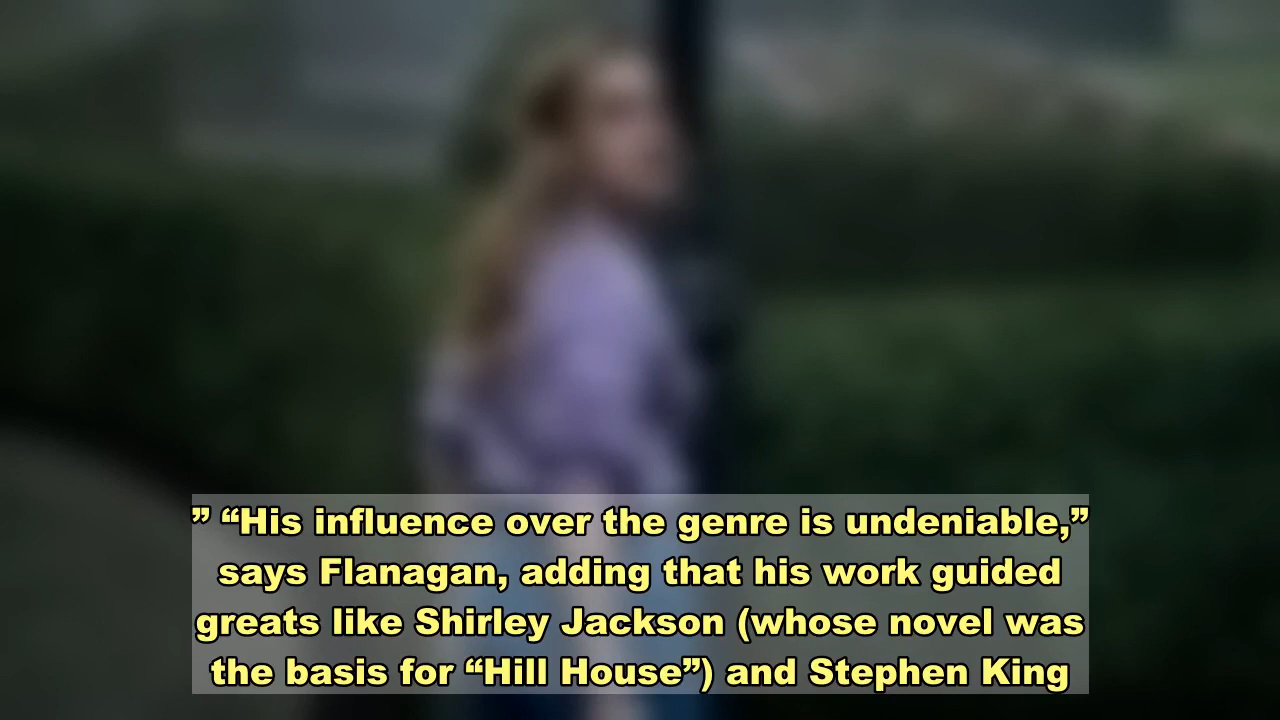 ” “His influence over the genre is undeniable,”
says Flanagan, adding that his work guided
greats like Shirley Jackson (whose novel was
the basis for “Hill House”) and Stephen King